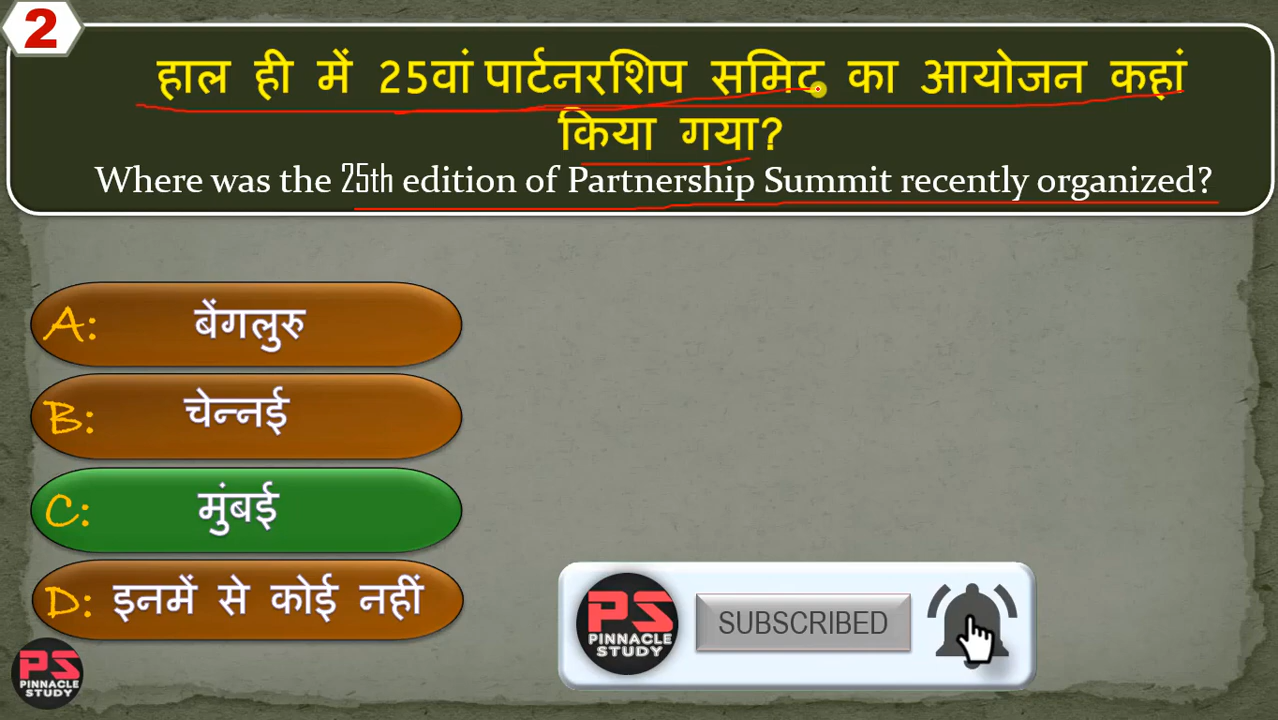 2
हाल ही में 25वां पार्टनरशिप समिट का आयोजन कहां
किया गया?
Where was the 25th edition of Partnership Summit recently organized?
A: बेंगलुरु
B: चेन्नई
C: मुंबई
D: इनमें से कोई नहीं
PS
PINNACLE
STUDY
SUBSCRIBED
PS
PINNACLE
STUDY